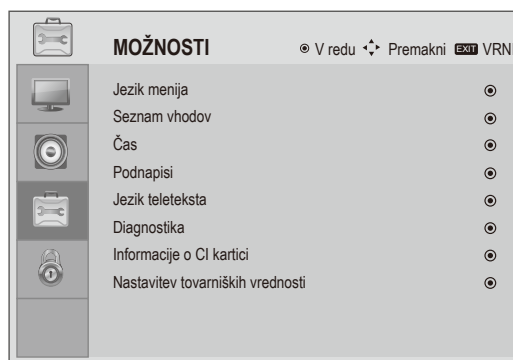 MOŽNOSTI V redu Premakni EXIT VRNI
Jezik menija
Seznam vhodov
Čas
Podnapisi
Jezik teleteksta
Diagnostika
Informacije o CI kartici
Nastavitev tovarniških vrednosti